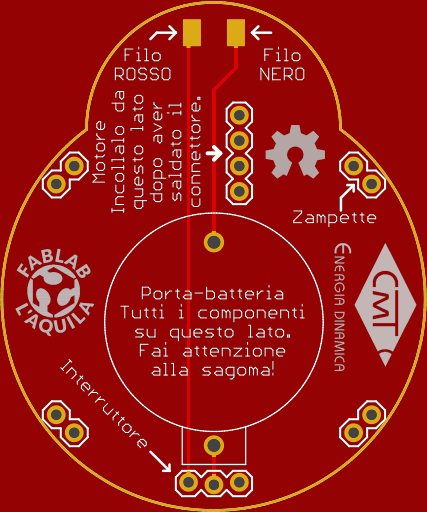 Filo
ROSSO
Filo
NERO
Motore
Incollalo da
questo lato
dopo aver
saldato il
connettore.
Zampette
FABLAB
L'AQUILA
ENERGIA DINAMICA
CMT
Porta-batteria
Tutti i componenti
su questo lato.
Fai attenzione
alla sagoma!
Interruttore